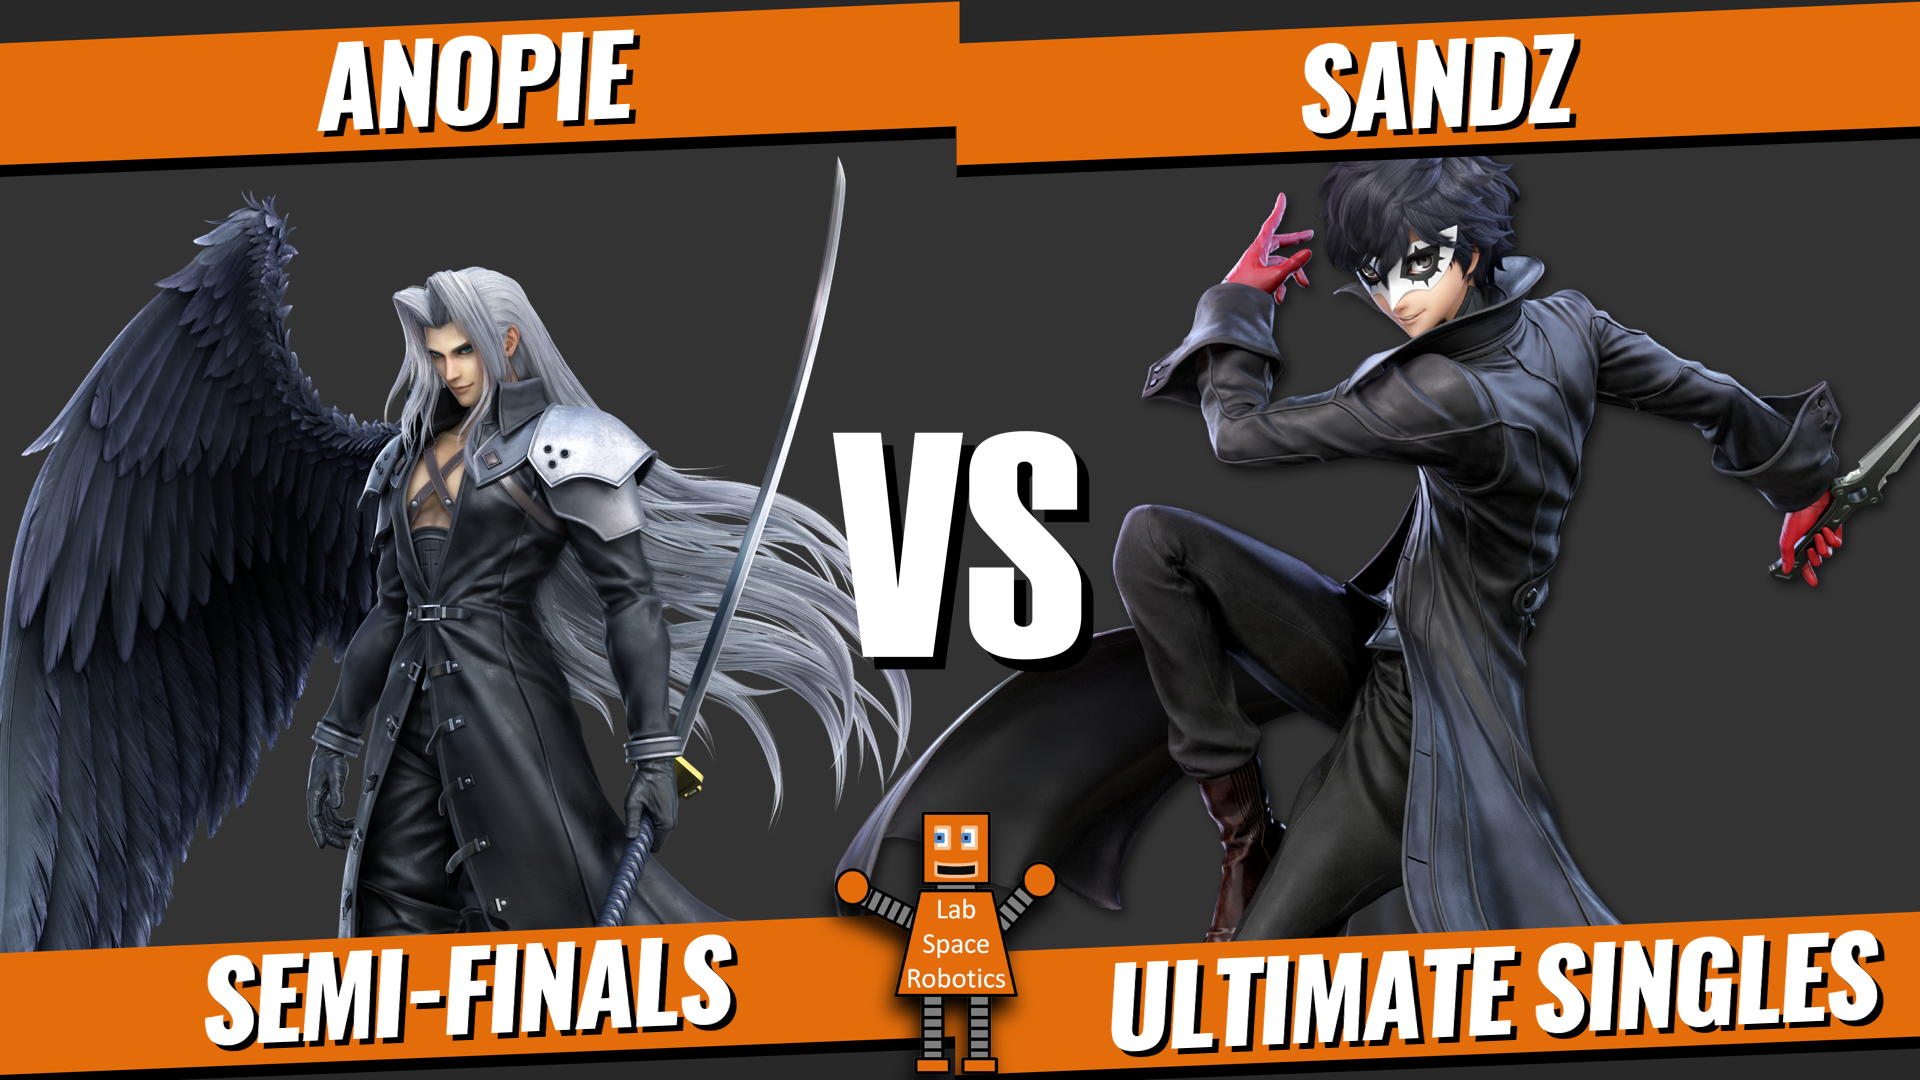 ANOPIE
SANDZ
VS
Lab
Space
Robotics
SEMI-FINALS
ULTIMATE SINGLES